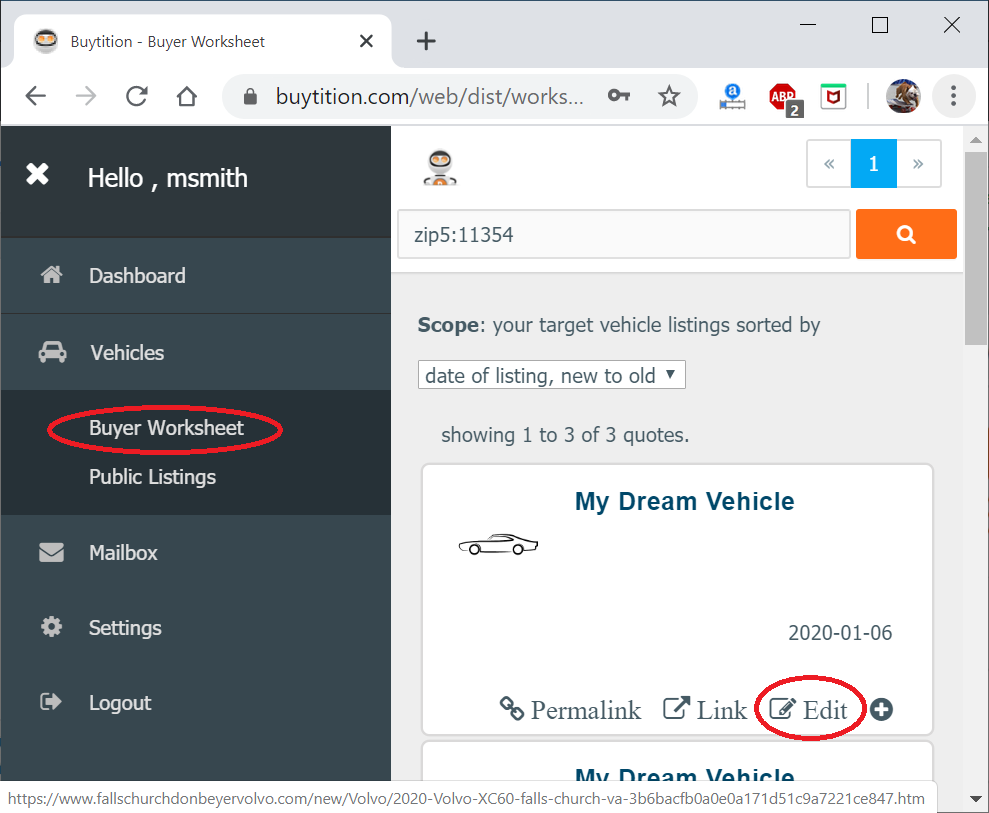 Buytition - Buyer Worksheet
buytition.com/web/dist/works...
a
ABP
2
Hello , msmith
« 1 »
zip5:11354
Dashboard
Vehicles
Buyer Worksheet
Public Listings
Mailbox
Settings
Logout
Scope: your target vehicle listings sorted by
date of listing, new to old
showing 1 to 3 of 3 quotes.
My Dream Vehicle
2020-01-06
Permalink Link Edit
My Dream Vehicle
https://www.fallschurchdonbeyervolvo.com/new/Volvo/2020-Volvo-XC60-falls-church-va-3b6bacfb0a0e0a171d51c9a7221ce847.htm